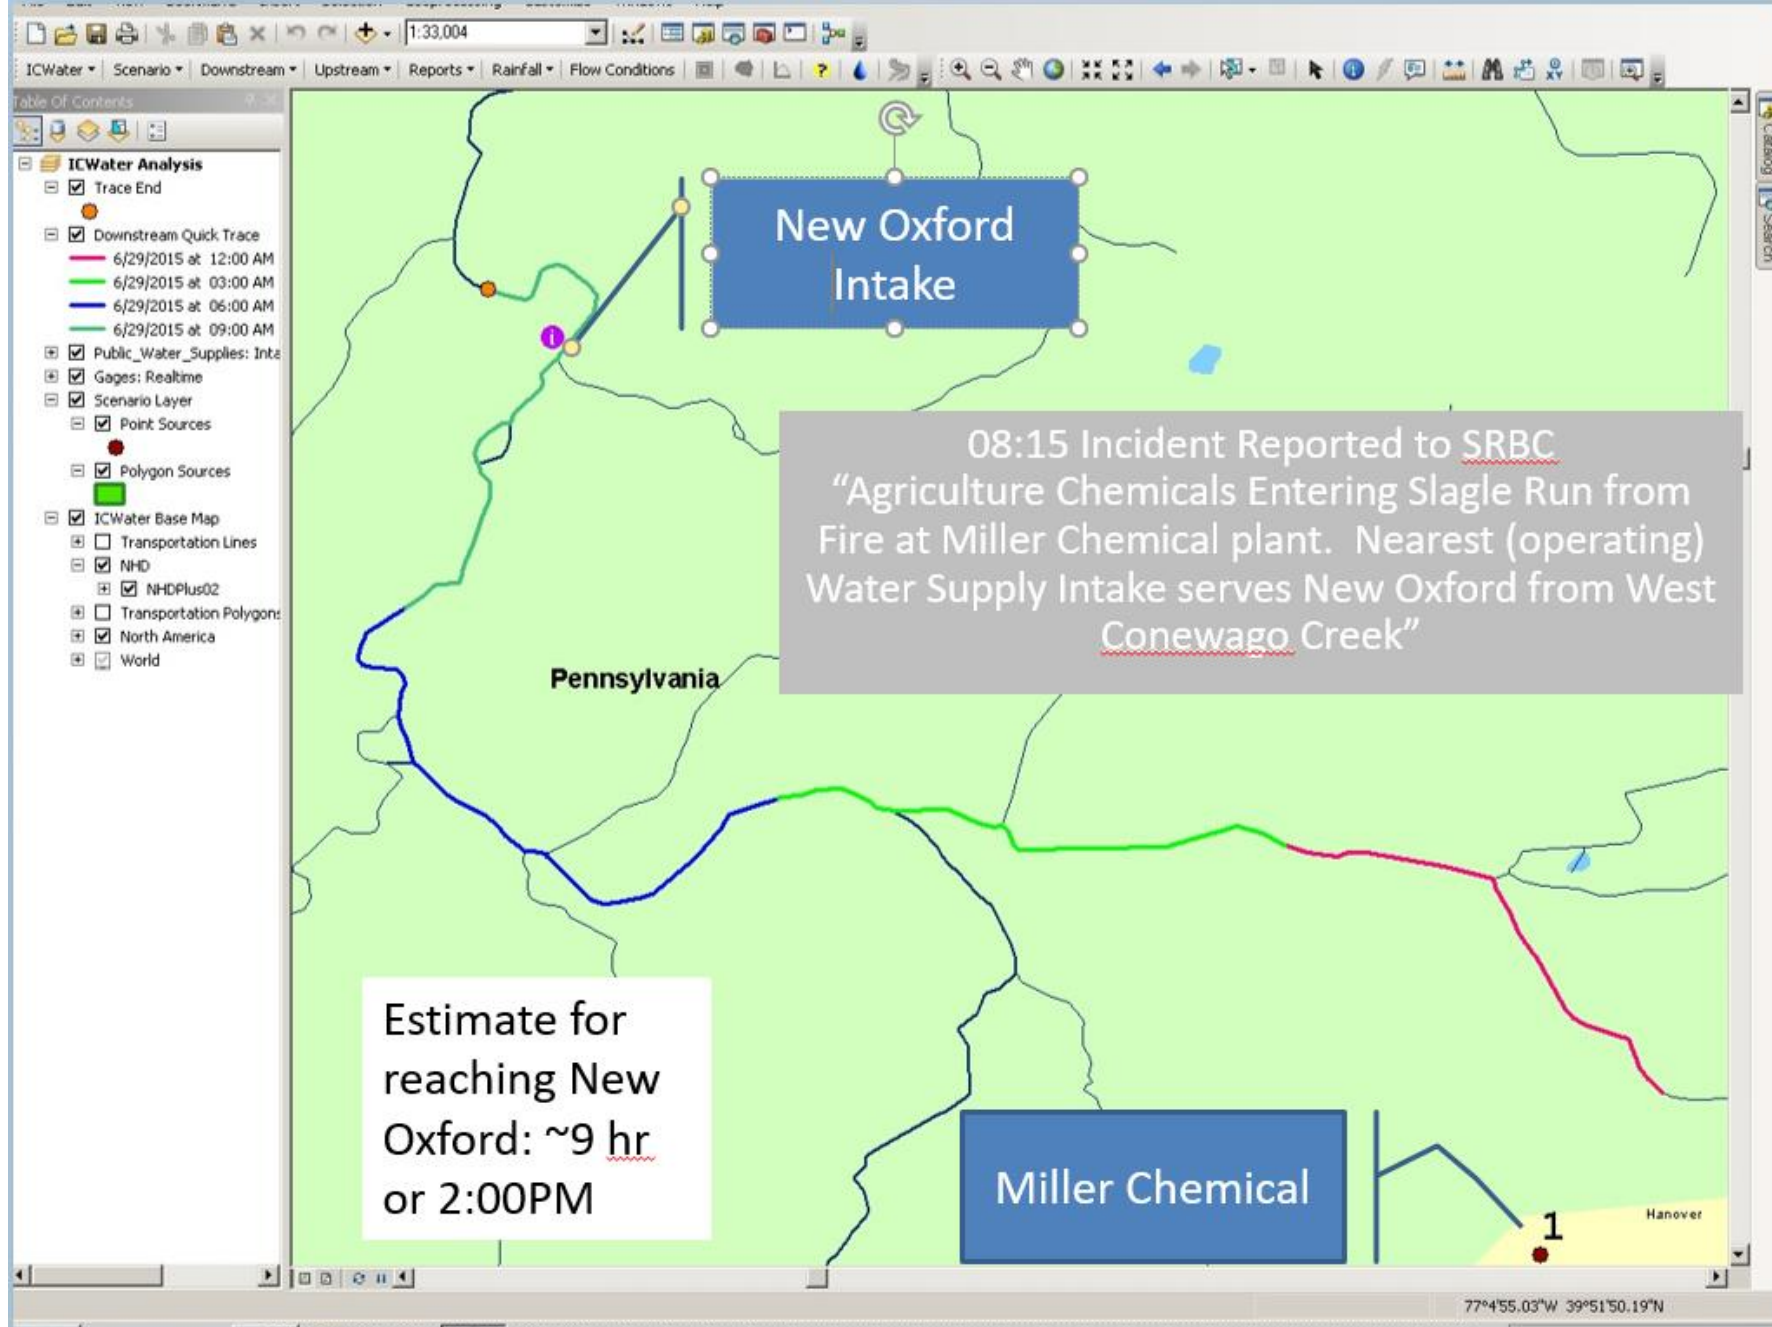 1:33,004
ICWater Scenario Downstream Upstream Reports Rainfall Flow Conditions
Table Of Contents
ICWater Analysis
Trace End
Downstream Quick Trace
6/29/2015 at 12:00 AM
6/29/2015 at 03:00 AM
6/29/2015 at 06:00 AM
6/29/2015 at 09:00 AM
Public_Water_Supplies: Inta
Gages: Realtime
Scenario Layer
Point Sources
Polygon Sources
ICWater Base Map
Transportation Lines
NHD
NHDPlus02
Transportation Polygons
North America
World
New Oxford
Intake
08:15 Incident Reported to SRBC
“Agriculture Chemicals Entering Slagle Run from
Fire at Miller Chemical plant. Nearest (operating)
Water Supply Intake serves New Oxford from West
Conewago Creek”
Pennsylvania
Estimate for
reaching New
Oxford: ~9 hr
or 2:00PM
Miller Chemical
1
Hanover
Catalog
Search
77°4'55.03"W 39°51'50.19"N